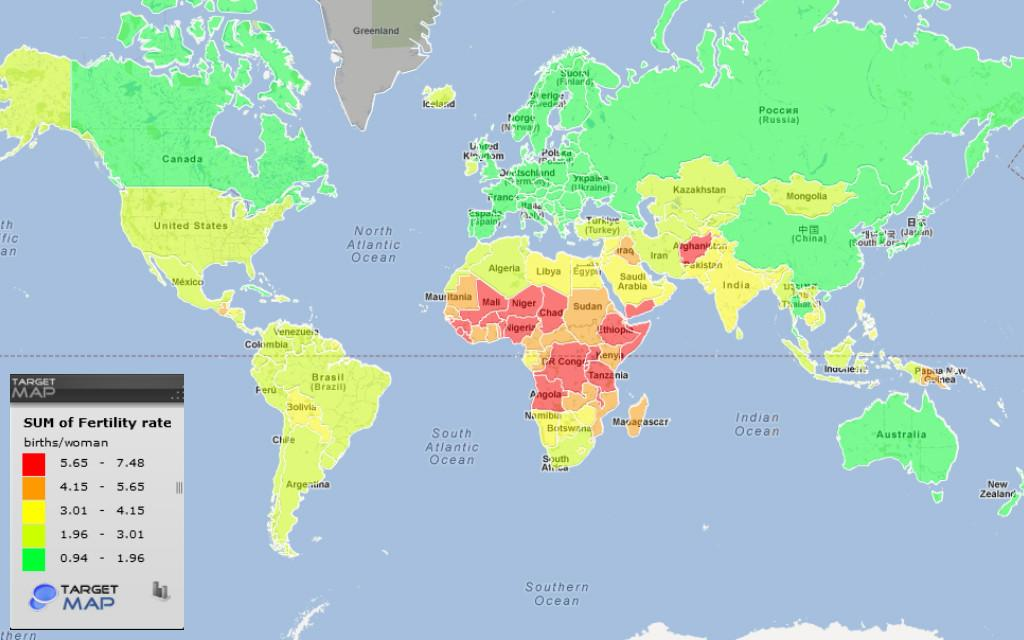 Greenland
Iceland
Suomi
(Finland)
Sverige
(Sweden)
Norge
(Norway)
Россия
(Russia)
United
Kingdom
Polska
(Poland)
Canada
Deutschland
(Germany)
Україна
(Ukraine)
France
Italia
(Italy)
España
(Spain)
Kazakhstan
Mongolia
United States
North
Atlantic
Ocean
Türkiye
(Turkey)
中国
(China)
日本
(Japan)
(South
Iraq
Iran
Afghanistan
Pakistan
Algeria
Libya
Egypt
Saudi
Arabia
India
México
Mauritania
Mali
Niger
Chad
Sudan
Thailand
Nigeria
Ethiopia
Venezuela
Colombia
DR Congo
Kenya
Tanzania
Indonesia
Papua New
Guinea
Perú
Brasil
(Brazil)
Bolivia
Angola
Namibia
Botswana
Madagascar
Indian
Ocean
Australia
Chile
South
Atlantic
Ocean
South
Africa
Argentina
New
Zealand
Southern
Ocean
TARGET
MAP
SUM of Fertility rate
births/woman
5.65 - 7.48
4.15 - 5.65
3.01 - 4.15
1.96 - 3.01
0.94 - 1.96
TARGET
MAP
thern